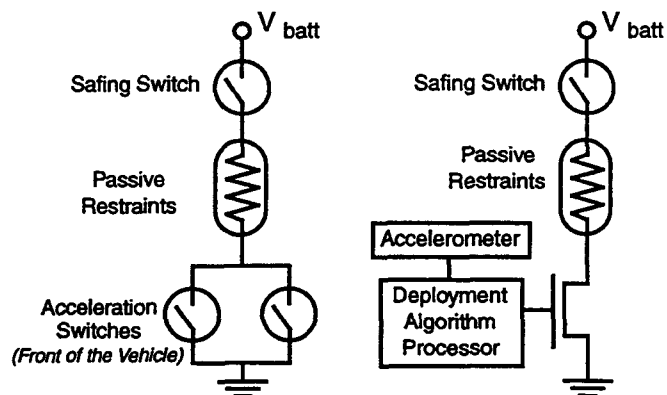 V batt
Safing Switch
Passive
Restraints
Acceleration
Switches
(Front of the Vehicle)
V batt
Safing Switch
Passive
Restraints
Accelerometer
Deployment
Algorithm
Processor